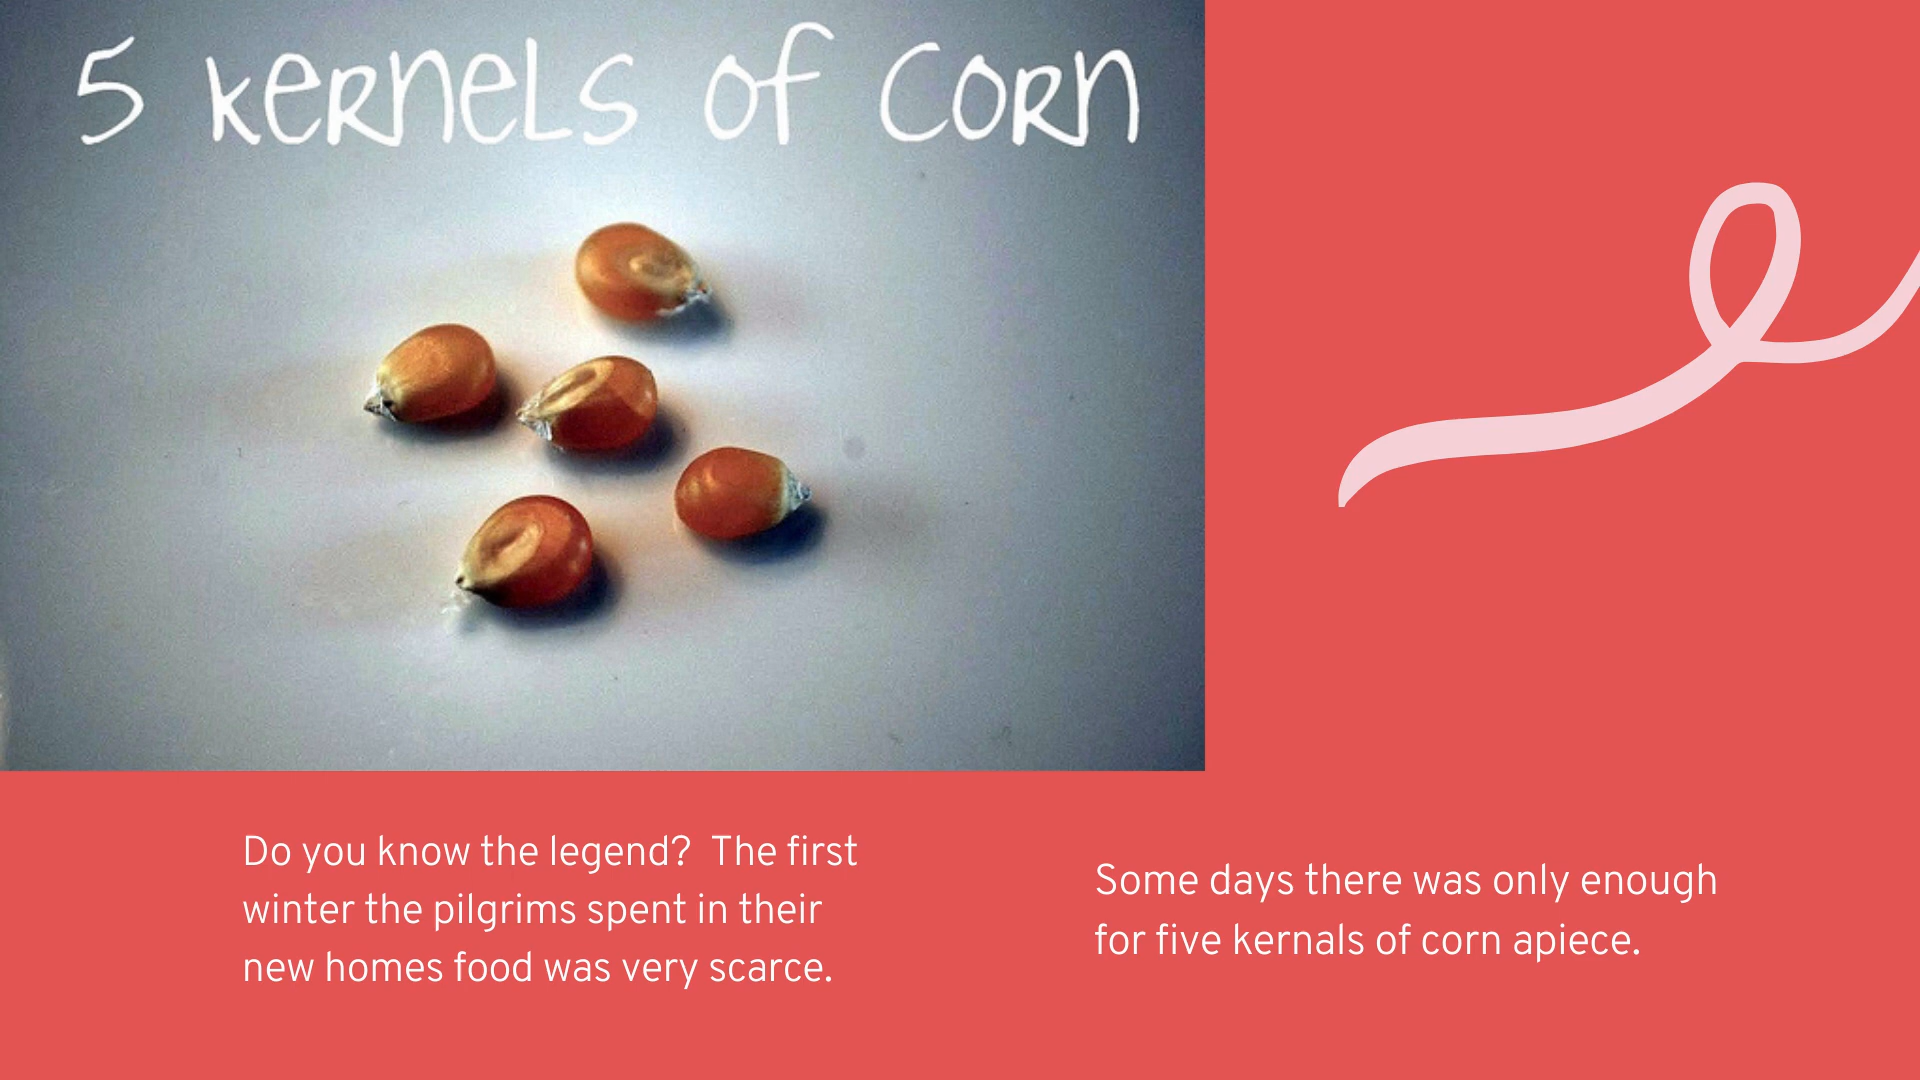 5 kernels of corn
Do you know the legend?  The first
winter the pilgrims spent in their
new homes food was very scarce.
Some days there was only enough
for five kernals of corn apiece.